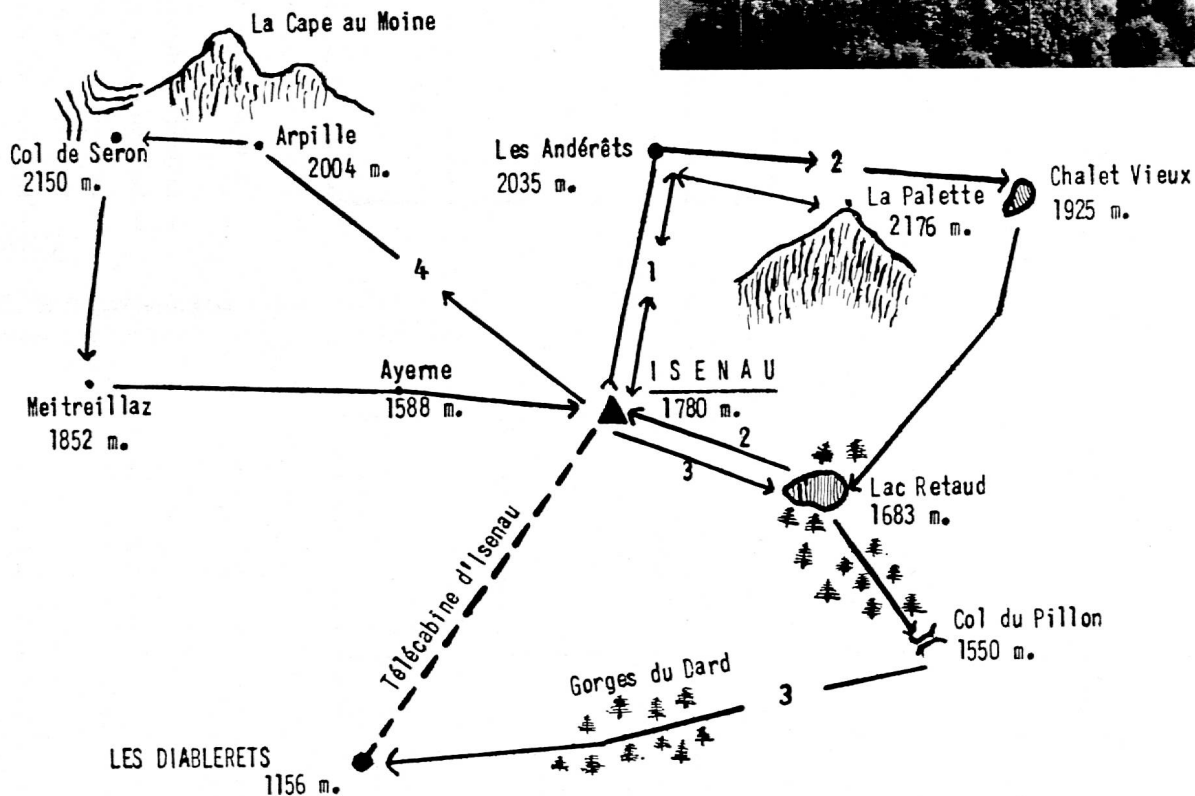 La Cape au Moine
Arpille
2004 m.
Col de Seron
2150 m.
Les Andérêts
2035 m.
2
La Palette
2176 m.
Chalet Vieux
1925 m.
1
4
Ayerne
1588 m.
ISENAU
1780 m.
Meitreillaz
1852 m.
2
3
Lac Retaud
1683 m.
Télécabine d'Isenau
Col du Pillon
1550 m.
Gorges du Dard
3
LES DIABLERETS
1156 m.